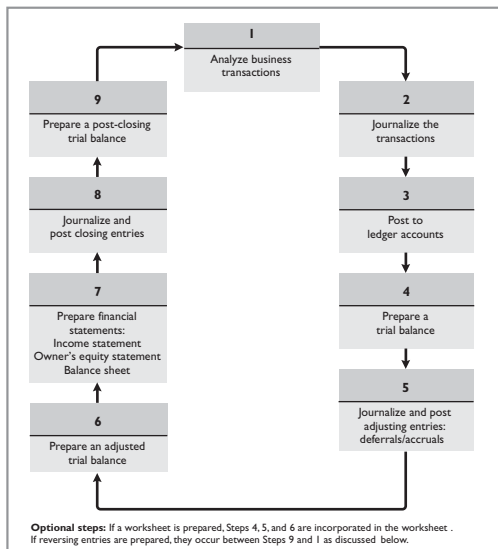 1
Analyze business
transactions
2
Journalize the
transactions
3
Post to
ledger accounts
4
Prepare a
trial balance
5
Journalize and post
adjusting entries:
deferrals/accruals
6
Prepare an adjusted
trial balance
7
Prepare financial
statements:
Income statement
Owner's equity statement
Balance sheet
8
Journalize and
post closing entries
9
Prepare a post-closing
trial balance
Optional steps: If a worksheet is prepared, Steps 4, 5, and 6 are incorporated in the worksheet .
If reversing entries are prepared, they occur between Steps 9 and 1 as discussed below.